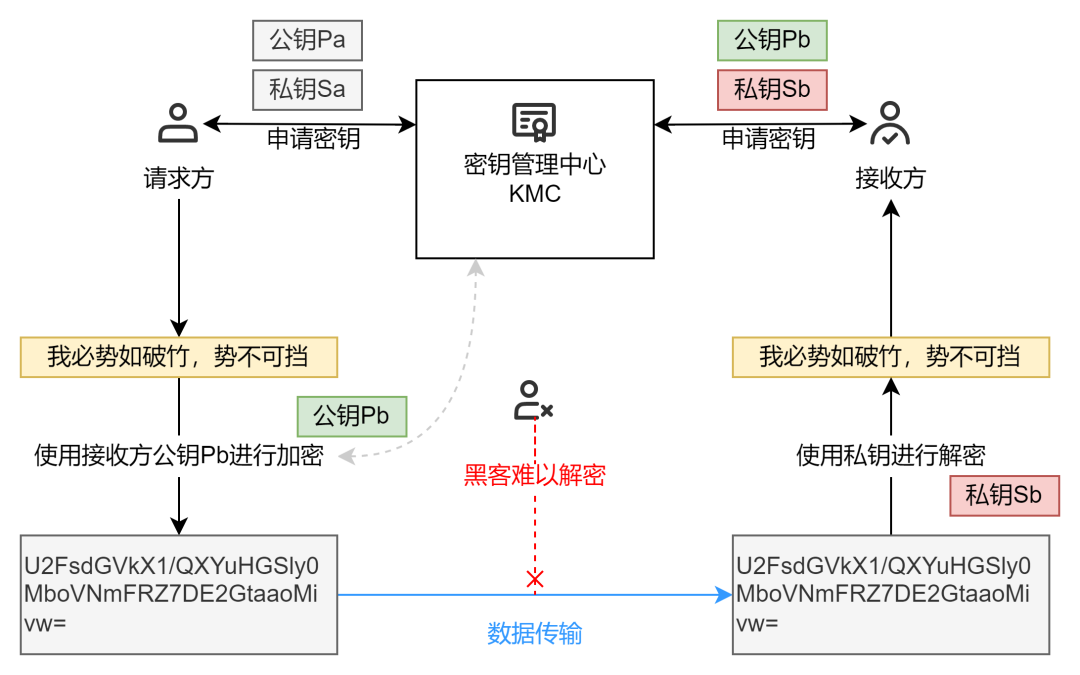 公钥Pa
私钥Sa
公钥Pb
私钥Sb
申请密钥
申请密钥
密钥管理中心
KMC
请求方
接收方
我必势如破竹，势不可挡
我必势如破竹，势不可挡
公钥Pb
使用接收方公钥Pb进行加密
黑客难以解密
使用私钥进行解密
私钥Sb
U2FsdGVkX1/QXYuHGSly0
MboVNmFRZ7DE2GtaaoMi
vw=
U2FsdGVkX1/QXYuHGSly0
MboVNmFRZ7DE2GtaaoMi
vw=
数据传输